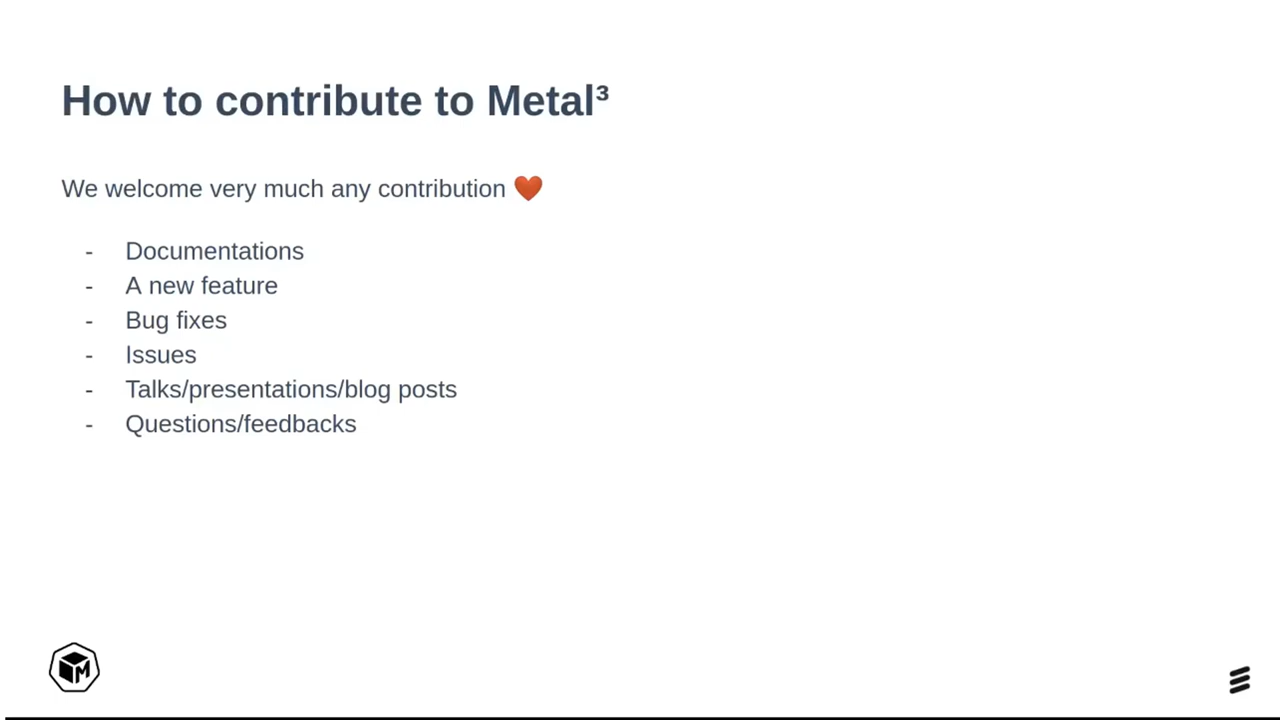 How to contribute to Metal³
We welcome very much any contribution ❤️
- Documentations
- A new feature
- Bug fixes
- Issues
- Talks/presentations/blog posts
- Questions/feedbacks
M